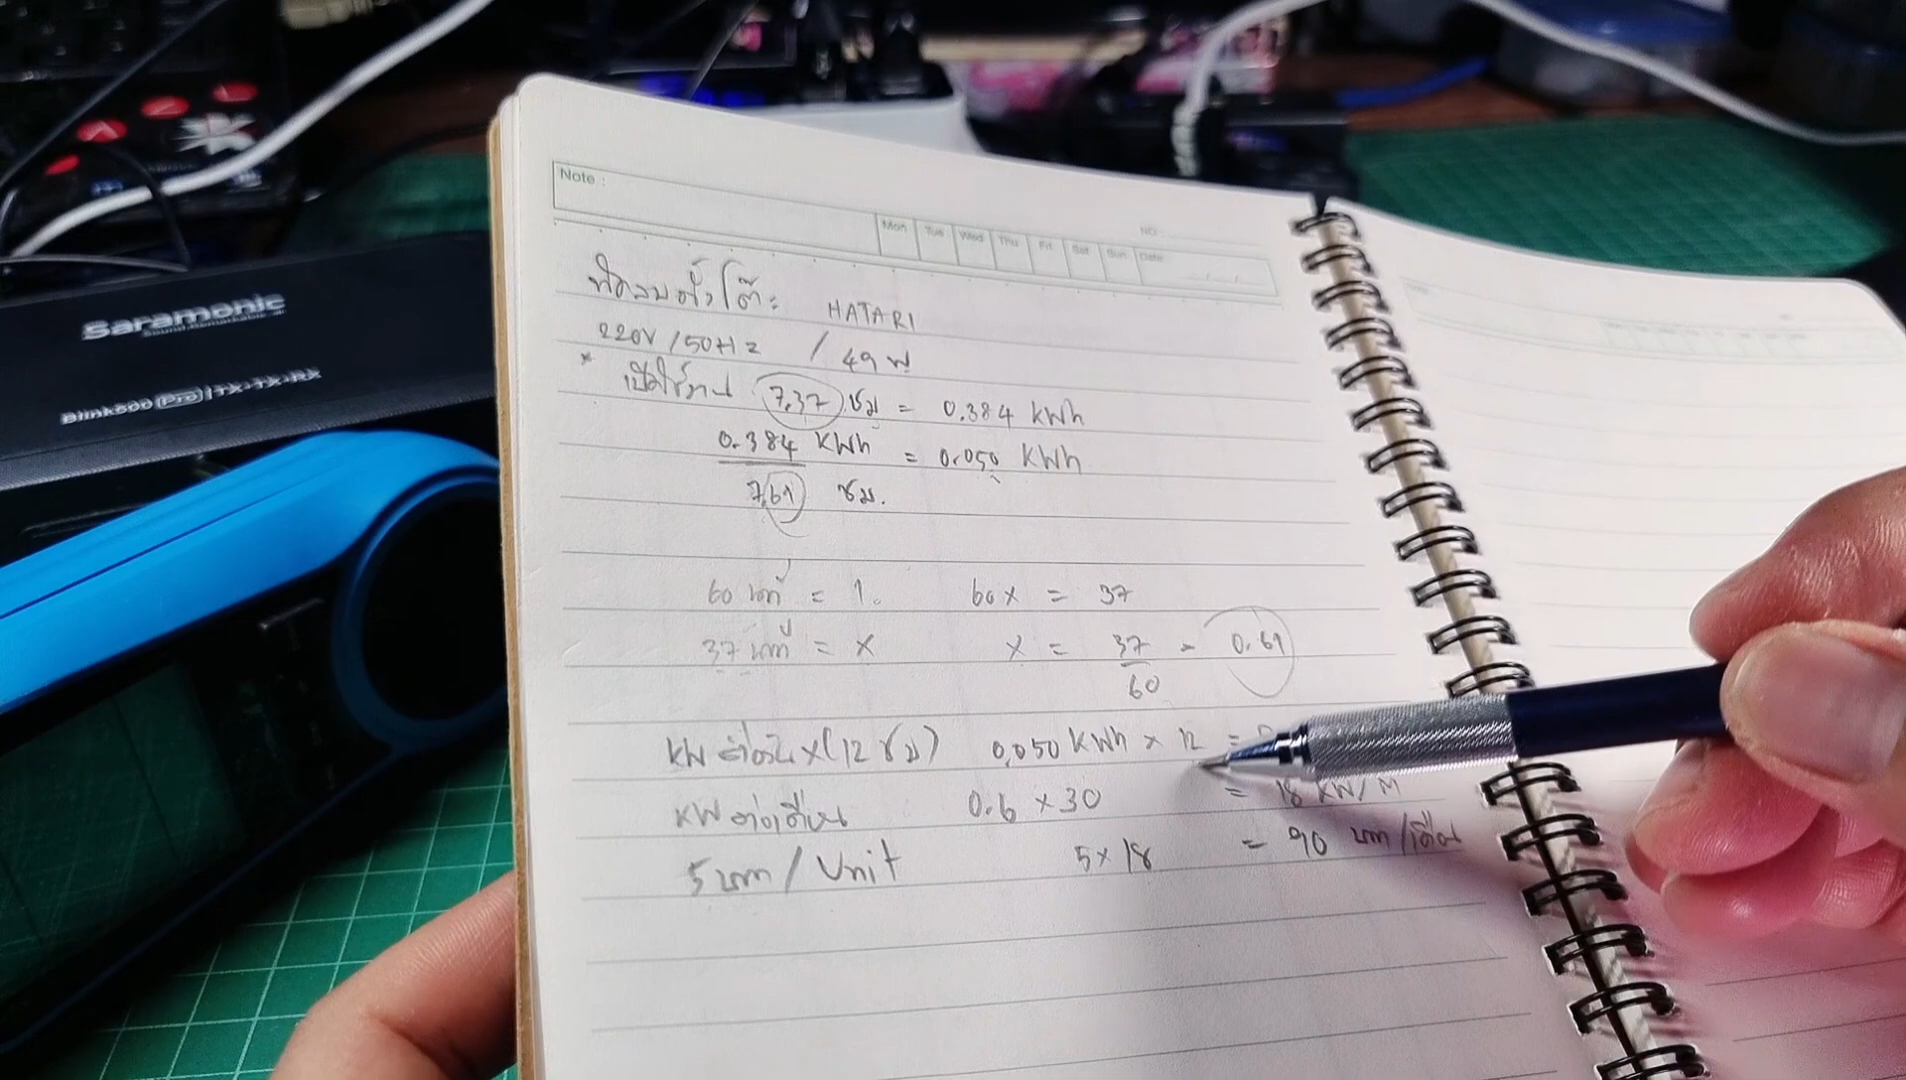 Note :
Mon Tue Wed Thu Fri Sat Sun Date
NO :
พัดลมตั้งโต๊ะ HATARI
220V / 50Hz / 49 W
* เปิดใช้งาน 7.37 ชม = 0.384 kWh
0.384 kWh = 0.050 kWh
7.61 ชม.
60 นาที = 1. 60x = 37
37 นาที = x x = 37 = 0.61
60
kW ต่อวัน x (12 ชม) 0.050 kWh x 12 =
kW ต่อเดือน 0.6 x 30 = 18 kW/M
5 บาท / Unit 5 x 18 = 90 บาท/เดือน
Saramonic
Blink500 Pro | TX+TX+RX